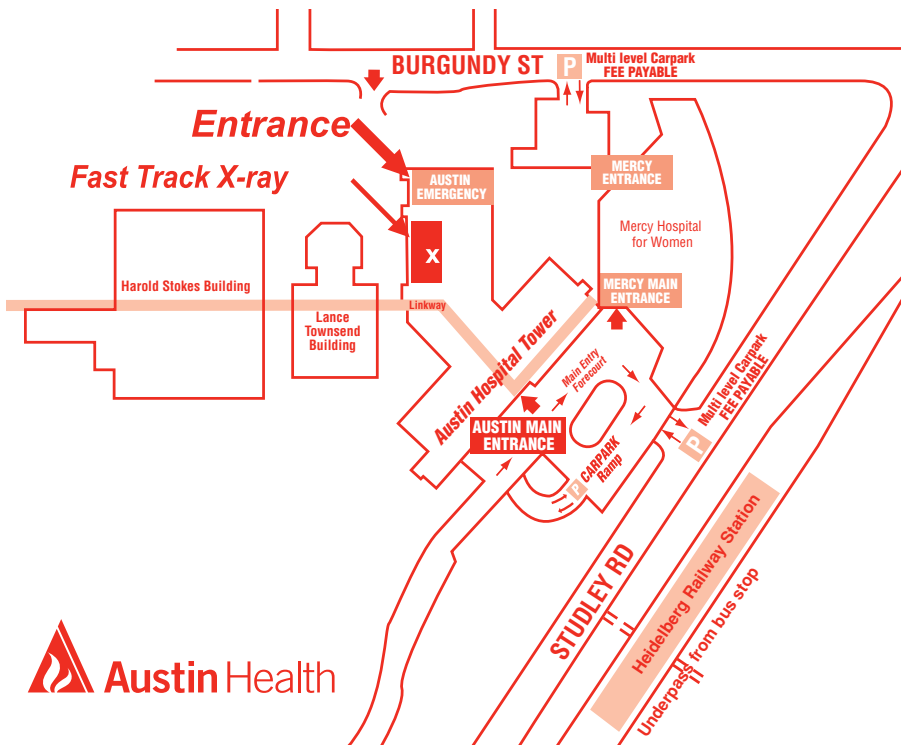 BURGUNDY ST
P
Multi level Carpark
FEE PAYABLE
Entrance
Fast Track X-ray
AUSTIN
EMERGENCY
MERCY
ENTRANCE
X
Mercy Hospital
for Women
Harold Stokes Building
MERCY MAIN
ENTRANCE
Linkway
Lance
Townsend
Building
Austin Hospital Tower
Main Entry
Forecourt
Multi level Carpark
FEE PAYABLE
P
AUSTIN MAIN
ENTRANCE
CARPARK
Ramp
P
STUDLEY RD
Heidelberg Railway Station
Underpass from bus stop
Austin Health